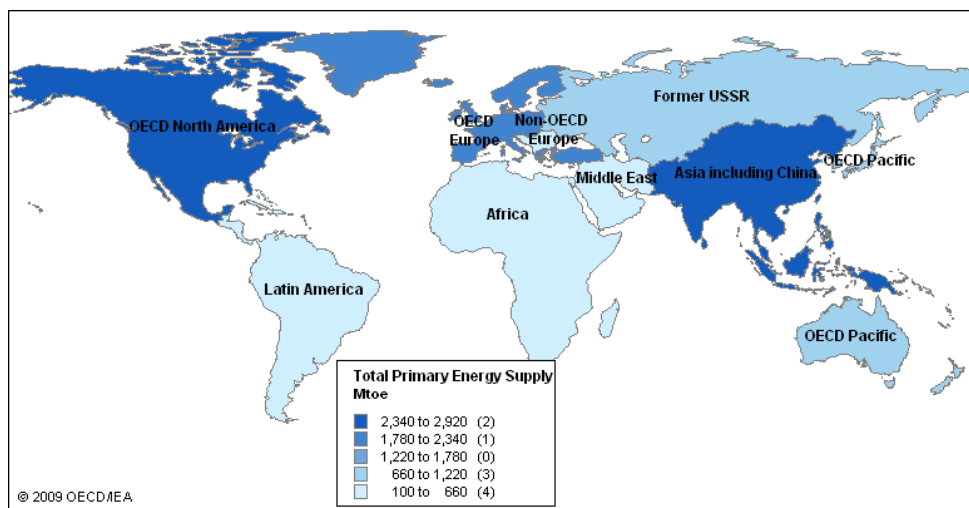 Former USSR
OECD North America
OECD
Europe
Non-OECD
Europe
OECD Pacific
Asia including China
Middle East
Africa
Latin America
OECD Pacific
Total Primary Energy Supply
Mtoe
2,340 to 2,920 (2)
1,780 to 2,340 (1)
1,220 to 1,780 (0)
660 to 1,220 (3)
100 to 660 (4)
© 2009 OECD/IEA